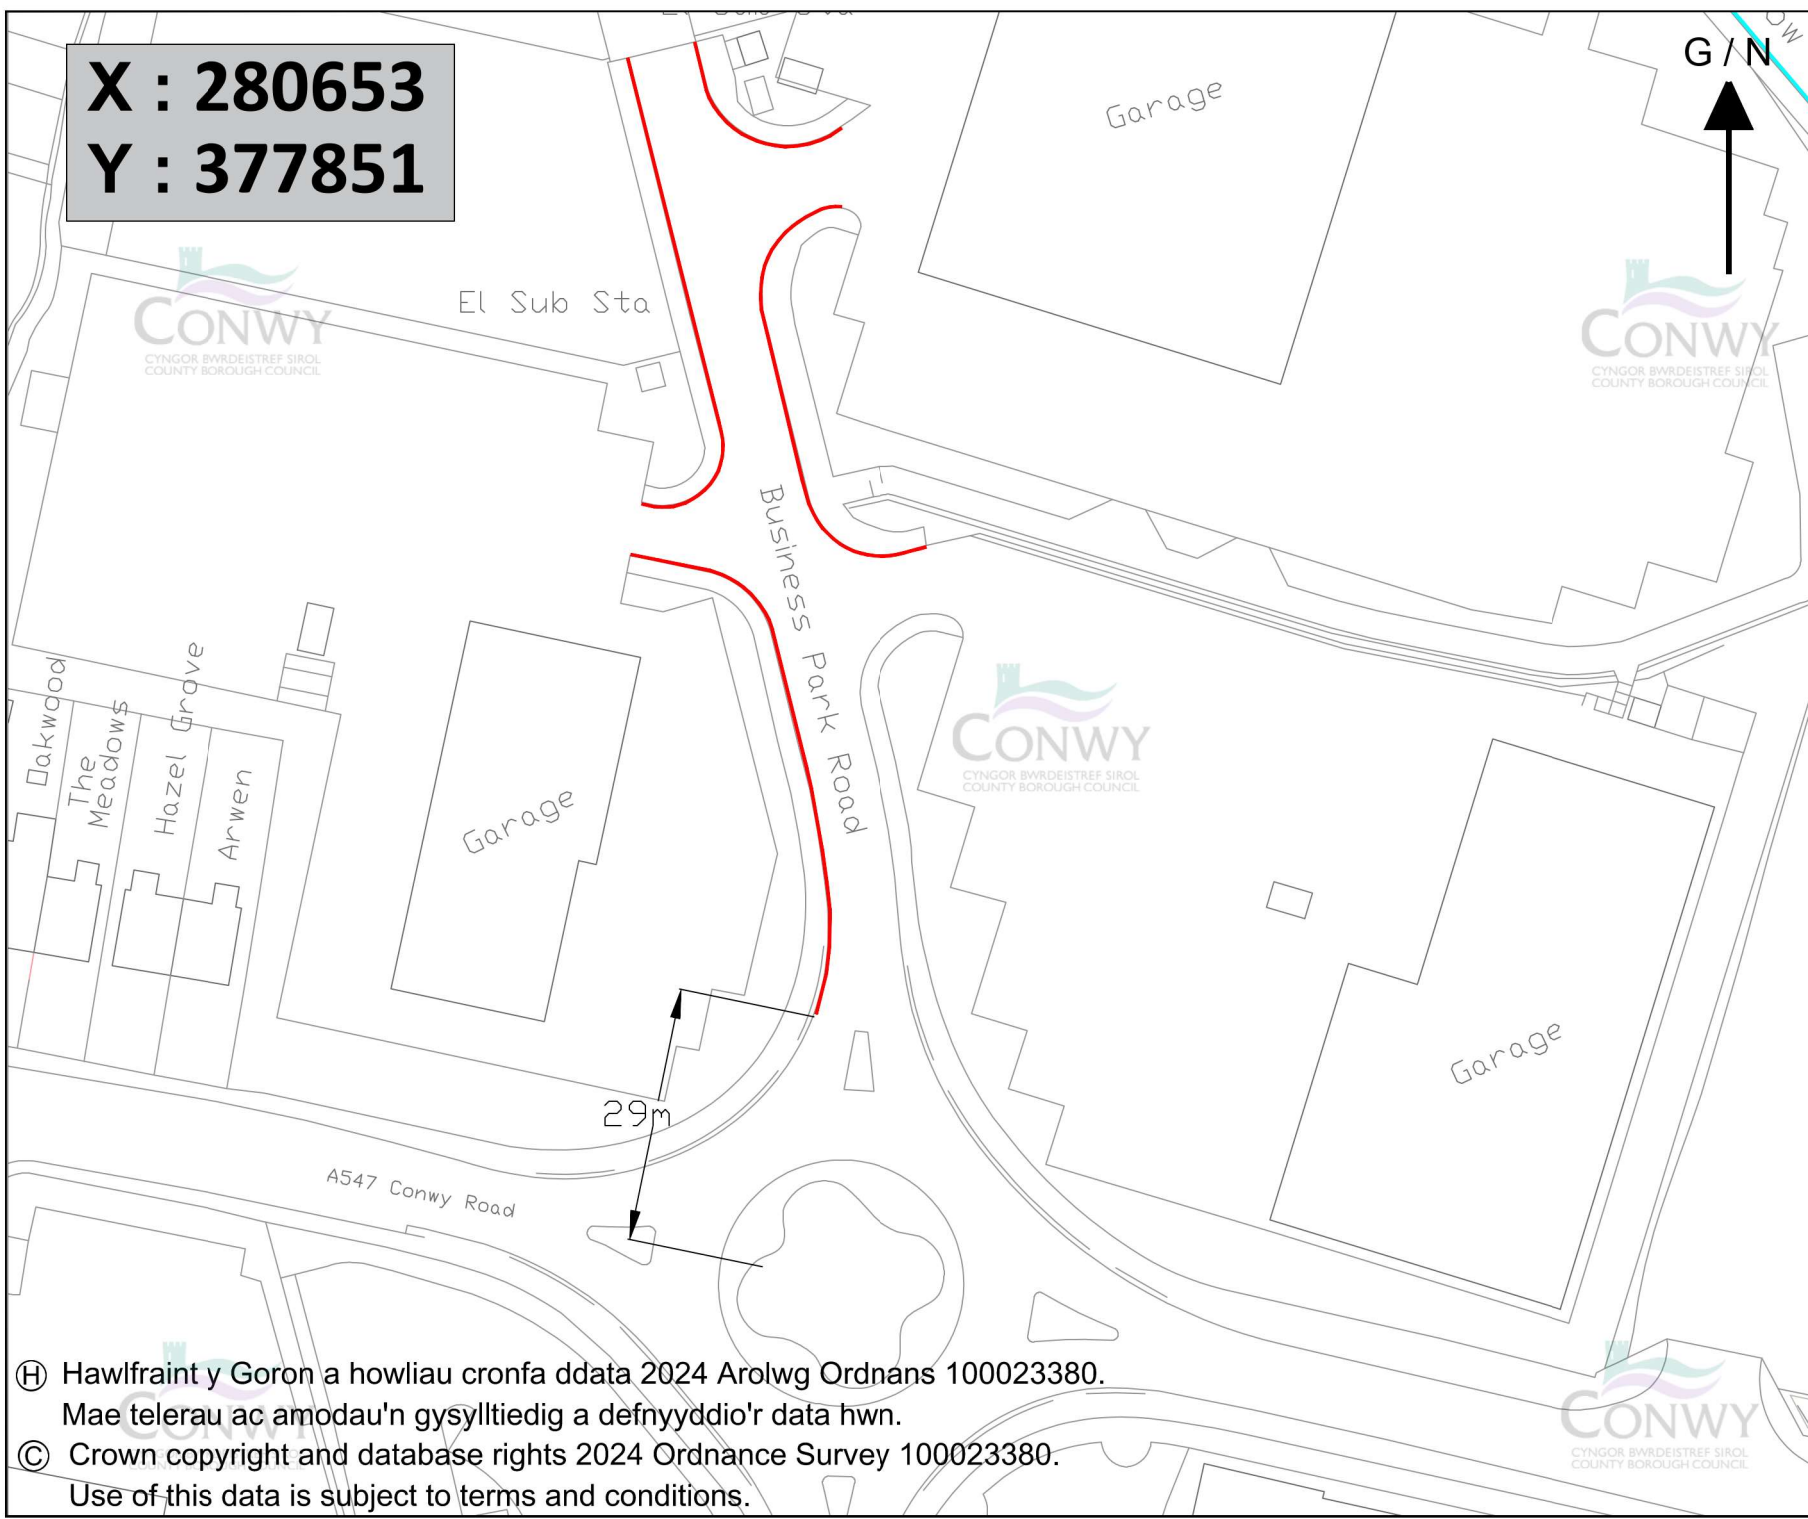 X : 280653
Y : 377851
G / N
Garage
El Sub Sta
CONWY
CYNGOR BWRDEISTREF SIROL
COUNTY BOROUGH COUNCIL
CONWY
CYNGOR BWRDEISTREF SIROL
COUNTY BOROUGH COUNCIL
Business Park Road
Oakwood
The
Meadows
Hazel Grove
Arwen
Garage
CONWY
CYNGOR BWRDEISTREF SIROL
COUNTY BOROUGH COUNCIL
Garage
29m
A547 Conwy Road
Ⓗ Hawlfraint y Goron a howliau cronfa ddata 2024 Arolwg Ordnans 100023380.
Mae telerau ac amodau'n gysylltiedig a defnyyddio'r data hwn.
© Crown copyright and database rights 2024 Ordnance Survey 100023380.
Use of this data is subject to terms and conditions.
CONWY
CONWY
CYNGOR BWRDEISTREF SIROL
COUNTY BOROUGH COUNCIL